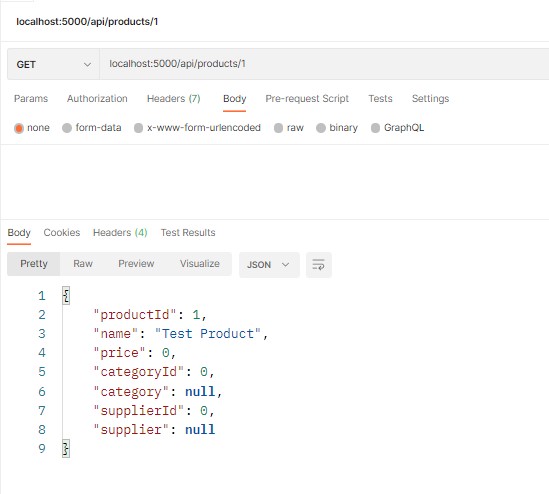 localhost:5000/api/products/1
GET localhost:5000/api/products/1
Params Authorization Headers (7) Body Pre-request Script Tests Settings
none form-data x-www-form-urlencoded raw binary GraphQL
Body Cookies Headers (4) Test Results
Pretty Raw Preview Visualize JSON
1 {
2 "productId": 1,
3 "name": "Test Product",
4 "price": 0,
5 "categoryId": 0,
6 "category": null,
7 "supplierId": 0,
8 "supplier": null
9 }